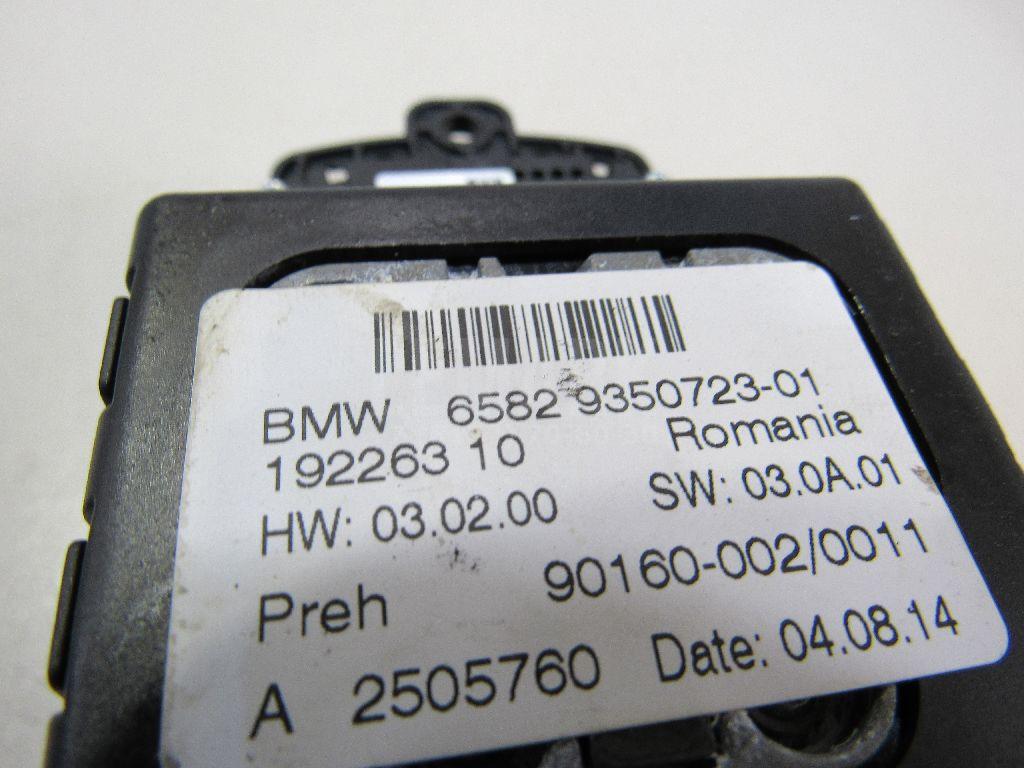 BMW 6582 9350723-01
192263 10 Romania
HW: 03.02.00 SW: 03.0A.01
Preh 90160-002/0011
A 2505760 Date: 04.08.14